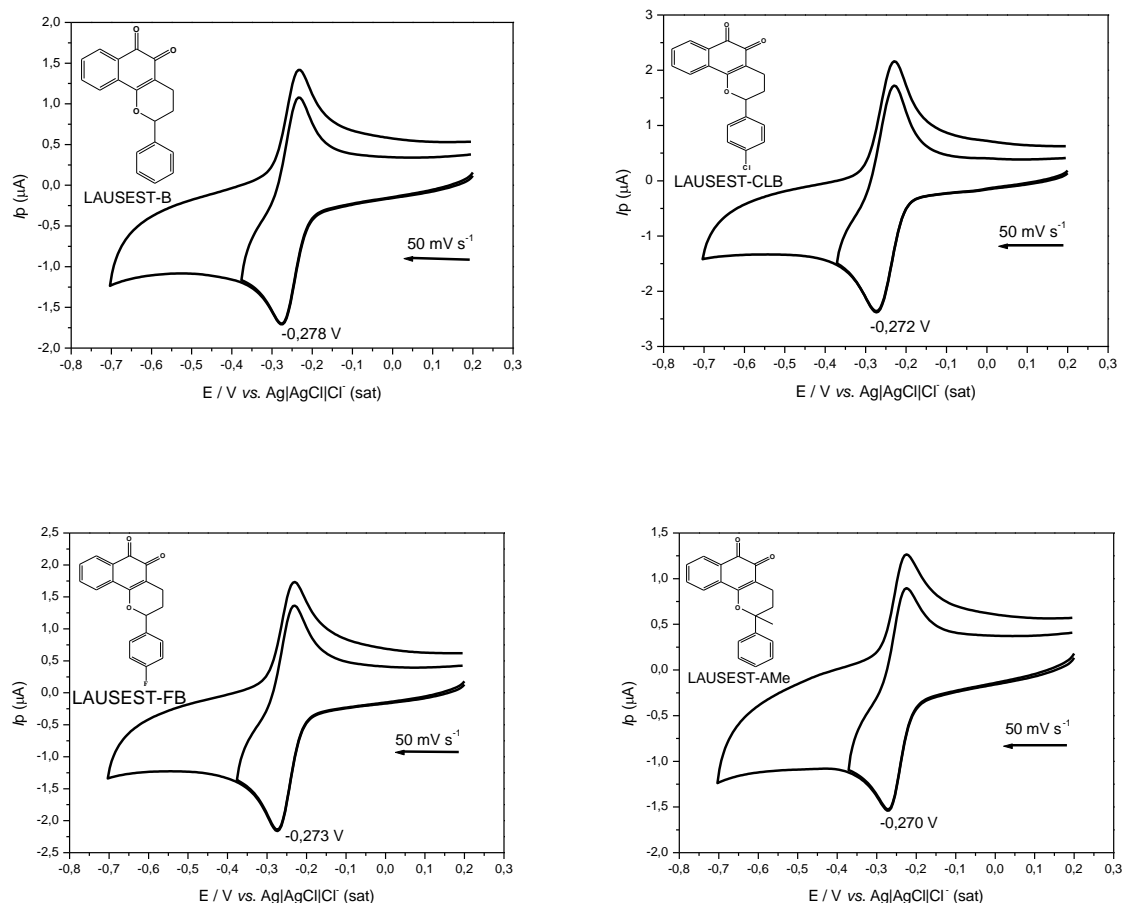 2,0
1,5
1,0
0,5
0,0
-0,5
-1,0
-1,5
-2,0
Ip (µA)
O
O
O
LAUSEST-B
50 mV s⁻¹
-0,278 V
-0,8 -0,7 -0,6 -0,5 -0,4 -0,3 -0,2 -0,1 0,0 0,1 0,2 0,3
E / V vs. Ag|AgCl|Cl⁻ (sat)
3
2
1
0
-1
-2
-3
Ip (µA)
O
O
O
Cl
LAUSEST-CLB
50 mV s⁻¹
-0,272 V
-0,8 -0,7 -0,6 -0,5 -0,4 -0,3 -0,2 -0,1 0,0 0,1 0,2 0,3
E / V vs. Ag|AgCl|Cl⁻ (sat)
2,5
2,0
1,5
1,0
0,5
0,0
-0,5
-1,0
-1,5
-2,0
-2,5
Ip (µA)
O
O
O
F
LAUSEST-FB
50 mV s⁻¹
-0,273 V
-0,8 -0,7 -0,6 -0,5 -0,4 -0,3 -0,2 -0,1 0,0 0,1 0,2 0,3
E / V vs. Ag|AgCl|Cl⁻ (sat)
1,5
1,0
0,5
0,0
-0,5
-1,0
-1,5
-2,0
Ip (µA)
O
O
O
LAUSEST-AMe
50 mV s⁻¹
-0,270 V
-0,8 -0,7 -0,6 -0,5 -0,4 -0,3 -0,2 -0,1 0,0 0,1 0,2 0,3
E / V vs. Ag|AgCl|Cl⁻ (sat)